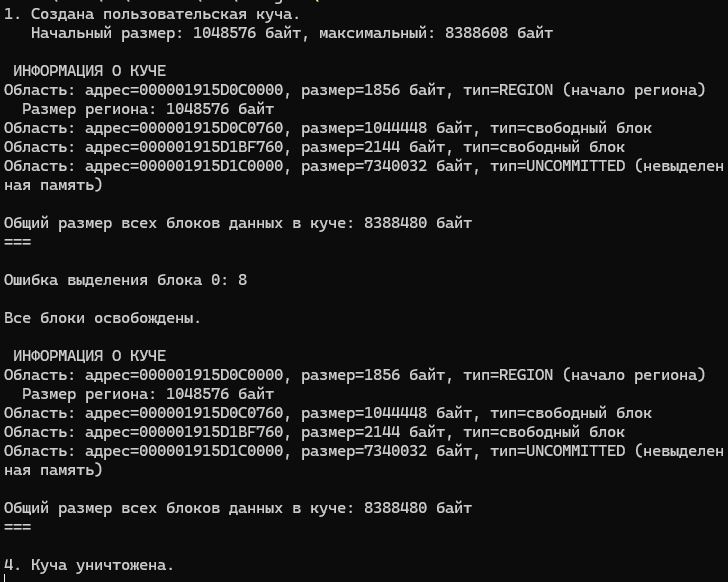 1. Создана пользовательская куча.
Начальный размер: 1048576 байт, максимальный: 8388608 байт
ИНФОРМАЦИЯ О КУЧЕ
Область: адрес=000001915D0C0000, размер=1856 байт, тип=REGION (начало региона)
Размер региона: 1048576 байт
Область: адрес=000001915D0C0760, размер=1044448 байт, тип=свободный блок
Область: адрес=000001915D1BF760, размер=2144 байт, тип=свободный блок
Область: адрес=000001915D1C0000, размер=7340032 байт, тип=UNCOMMITTED (невыделен
ная память)
Общий размер всех блоков данных в куче: 8388480 байт
===
Ошибка выделения блока 0: 8
Все блоки освобождены.
ИНФОРМАЦИЯ О КУЧЕ
Область: адрес=000001915D0C0000, размер=1856 байт, тип=REGION (начало региона)
Размер региона: 1048576 байт
Область: адрес=000001915D0C0760, размер=1044448 байт, тип=свободный блок
Область: адрес=000001915D1BF760, размер=2144 байт, тип=свободный блок
Область: адрес=000001915D1C0000, размер=7340032 байт, тип=UNCOMMITTED (невыделен
ная память)
Общий размер всех блоков данных в куче: 8388480 байт
===
4. Куча уничтожена.